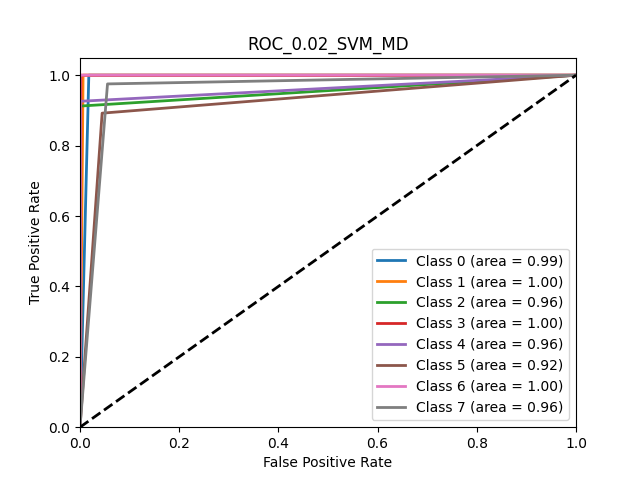 ROC_0.02_SVM_MD
1.0
0.8
0.6
0.4
0.2
0.0
True Positive Rate
Class 0 (area = 0.99)
Class 1 (area = 1.00)
Class 2 (area = 0.96)
Class 3 (area = 1.00)
Class 4 (area = 0.96)
Class 5 (area = 0.92)
Class 6 (area = 1.00)
Class 7 (area = 0.96)
0.0 0.2 0.4 0.6 0.8 1.0
False Positive Rate